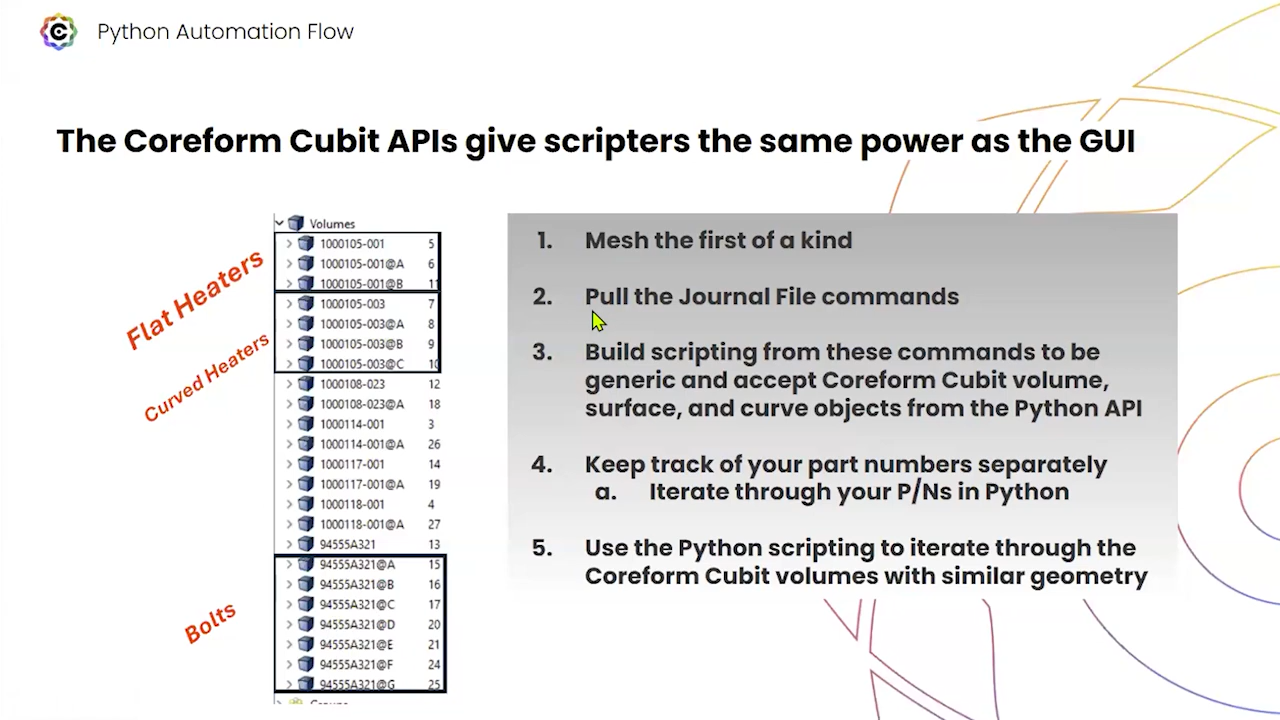 Python Automation Flow
The Coreform Cubit APIs give scripters the same power as the GUI
Flat Heaters
Curved Heaters
Bolts
Volumes
1000105-001 5
1000105-001@A 6
1000105-001@B 11
1000105-003 7
1000105-003@A 8
1000105-003@B 9
1000105-003@C 10
1000108-023 12
1000108-023@A 18
1000114-001 3
1000114-001@A 26
1000117-001 14
1000117-001@A 19
1000118-001 4
1000118-001@A 27
94555A321 13
94555A321@A 15
94555A321@B 16
94555A321@C 17
94555A321@D 20
94555A321@E 21
94555A321@F 24
94555A321@G 25
1. Mesh the first of a kind
2. Pull the Journal File commands
3. Build scripting from these commands to be
generic and accept Coreform Cubit volume,
surface, and curve objects from the Python API
4. Keep track of your part numbers separately
a. Iterate through your P/Ns in Python
5. Use the Python scripting to iterate through the
Coreform Cubit volumes with similar geometry